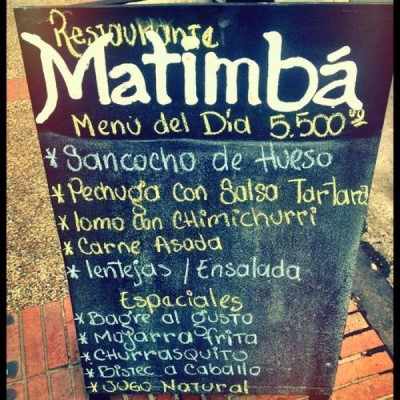 Restaurante
Matimbá
Menú del Día 5.500⁰⁰
* Sancocho de Hueso
* Pechuga con Salsa Tartara
* lomo con CHimicHurri
* Carne Asada
* lentejas / Ensalada
Espaciales
* Bagre al gusto
* Mojarra frita
* CHurrasquito
* Bistec a Caballo
* Jugo Natural